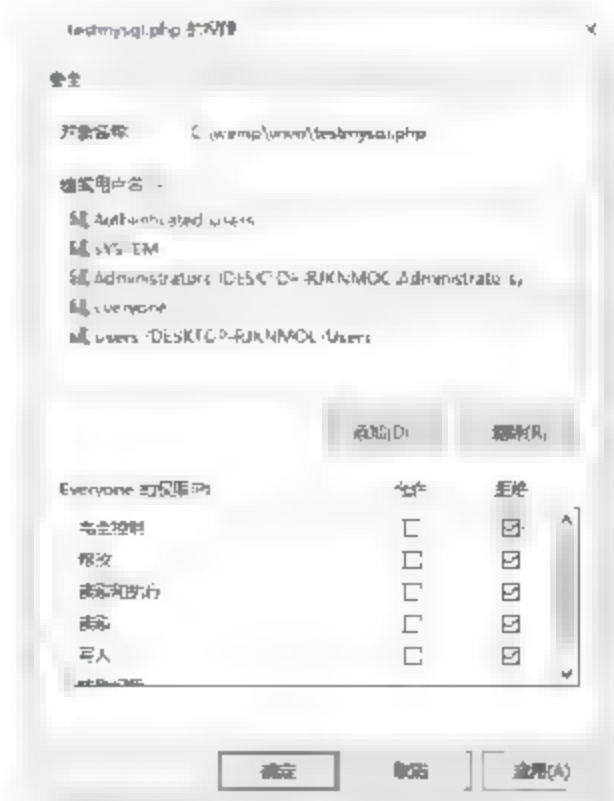 testmysql.php 的权限
安全
对象名称: C:\wamp\www\testmysql.php
组或用户名
Authenticated Users
SYSTEM
Administrators (DESKTOP-RJKNMOL\Administrators)
Everyone
Users (DESKTOP-RJKNMOL\Users
添加(D) 删除(R)
Everyone 的权限(P) 允许 拒绝
完全控制
修改
读取和执行
读取
写入
确定 取消 应用(A)